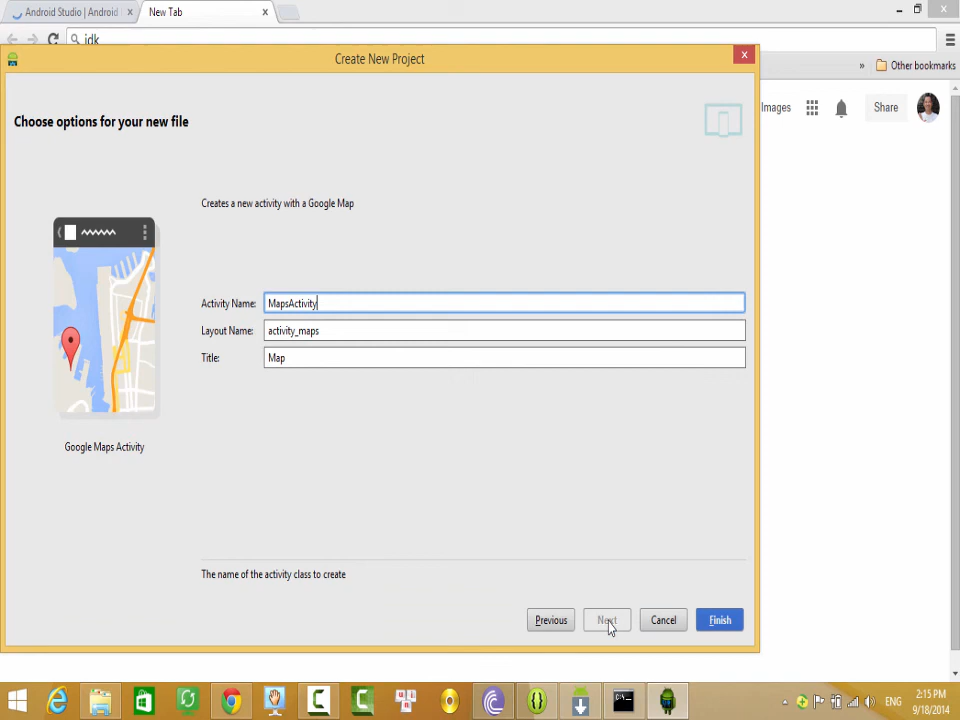 Android Studio | Android
New Tab
idk
Other bookmarks
Create New Project
Images
Share
Choose options for your new file
Creates a new activity with a Google Map
Activity Name: MapsActivity
Layout Name: activity_maps
Title: Map
Google Maps Activity
The name of the activity class to create
Previous
Next
Cancel
Finish
ENG
2:15 PM
9/18/2014